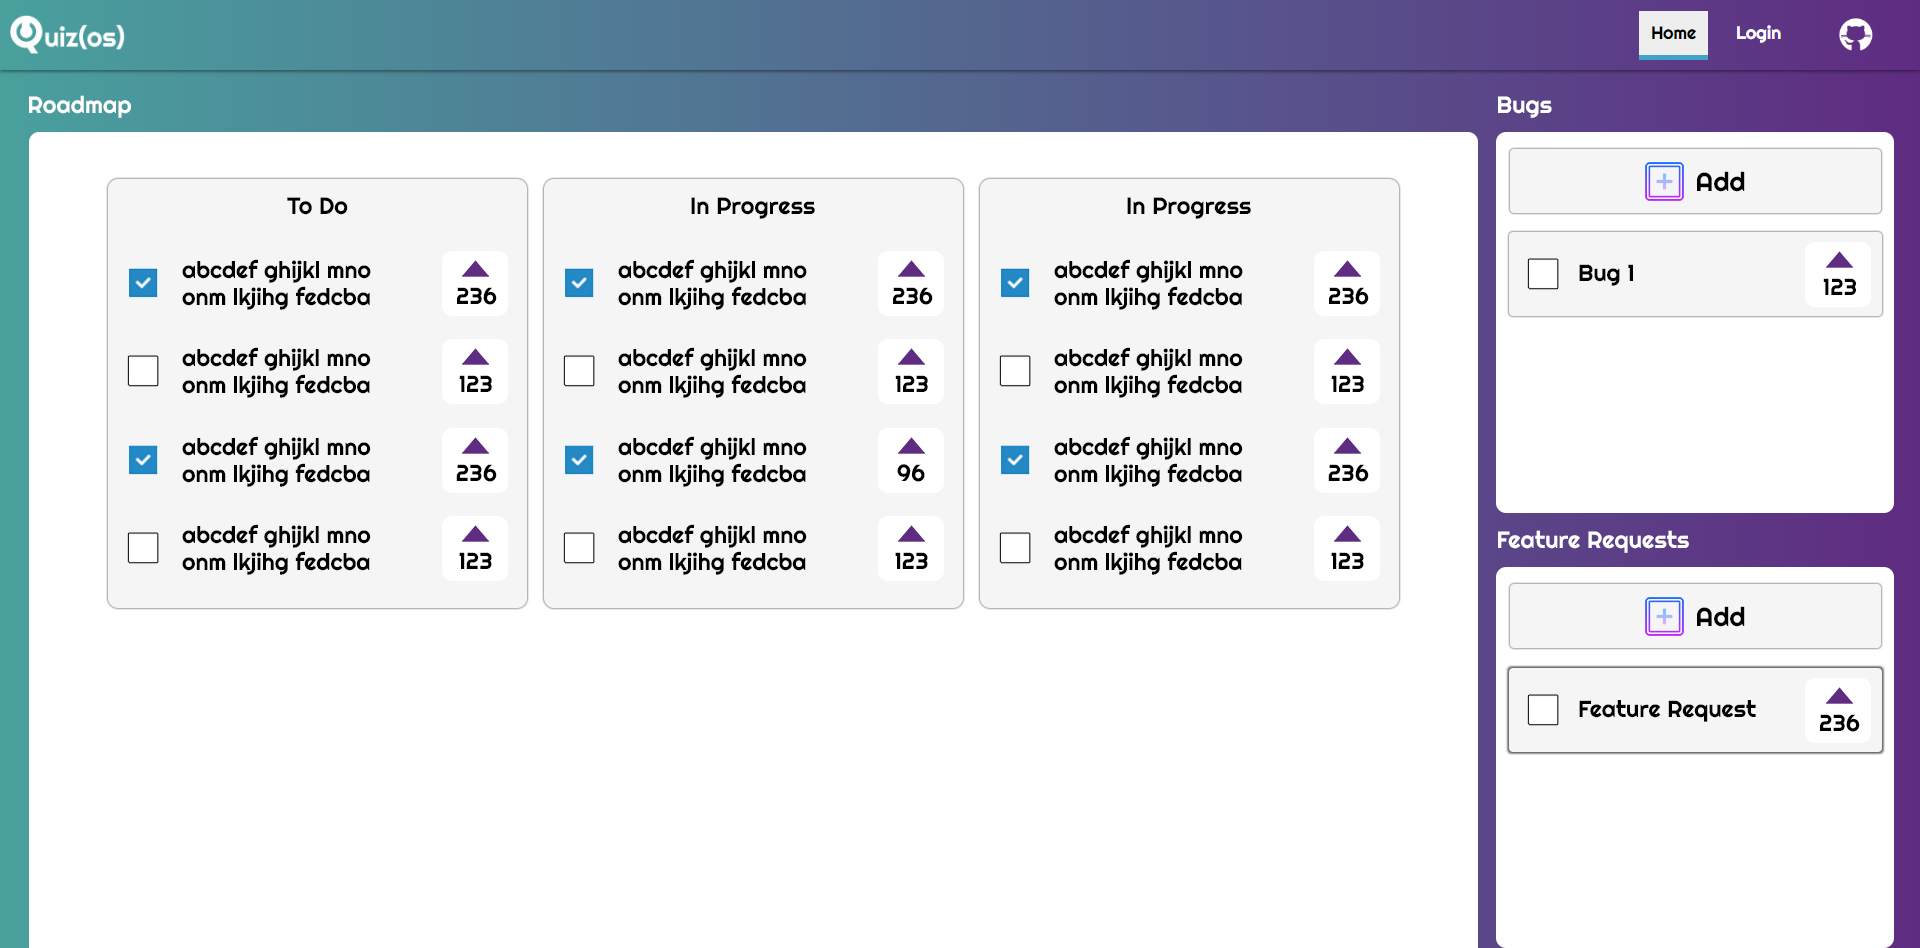 Quiz(os)
Home
Login
Roadmap
To Do
abcdef ghijkl mno
onm lkjihg fedcba
236
abcdef ghijkl mno
onm lkjihg fedcba
123
abcdef ghijkl mno
onm lkjihg fedcba
236
abcdef ghijkl mno
onm lkjihg fedcba
123
In Progress
abcdef ghijkl mno
onm lkjihg fedcba
236
abcdef ghijkl mno
onm lkjihg fedcba
123
abcdef ghijkl mno
onm lkjihg fedcba
96
abcdef ghijkl mno
onm lkjihg fedcba
123
In Progress
abcdef ghijkl mno
onm lkjihg fedcba
236
abcdef ghijkl mno
onm lkjihg fedcba
123
abcdef ghijkl mno
onm lkjihg fedcba
236
abcdef ghijkl mno
onm lkjihg fedcba
123
Bugs
Add
Bug 1
123
Feature Requests
Add
Feature Request
236